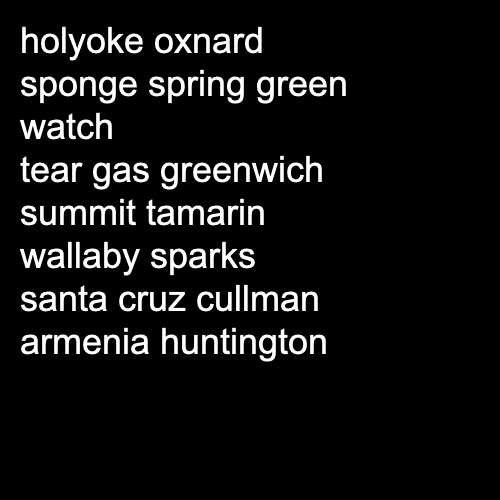 holyoke oxnard
sponge spring green
watch
tear gas greenwich
summit tamarin
wallaby sparks
santa cruz cullman
armenia huntington